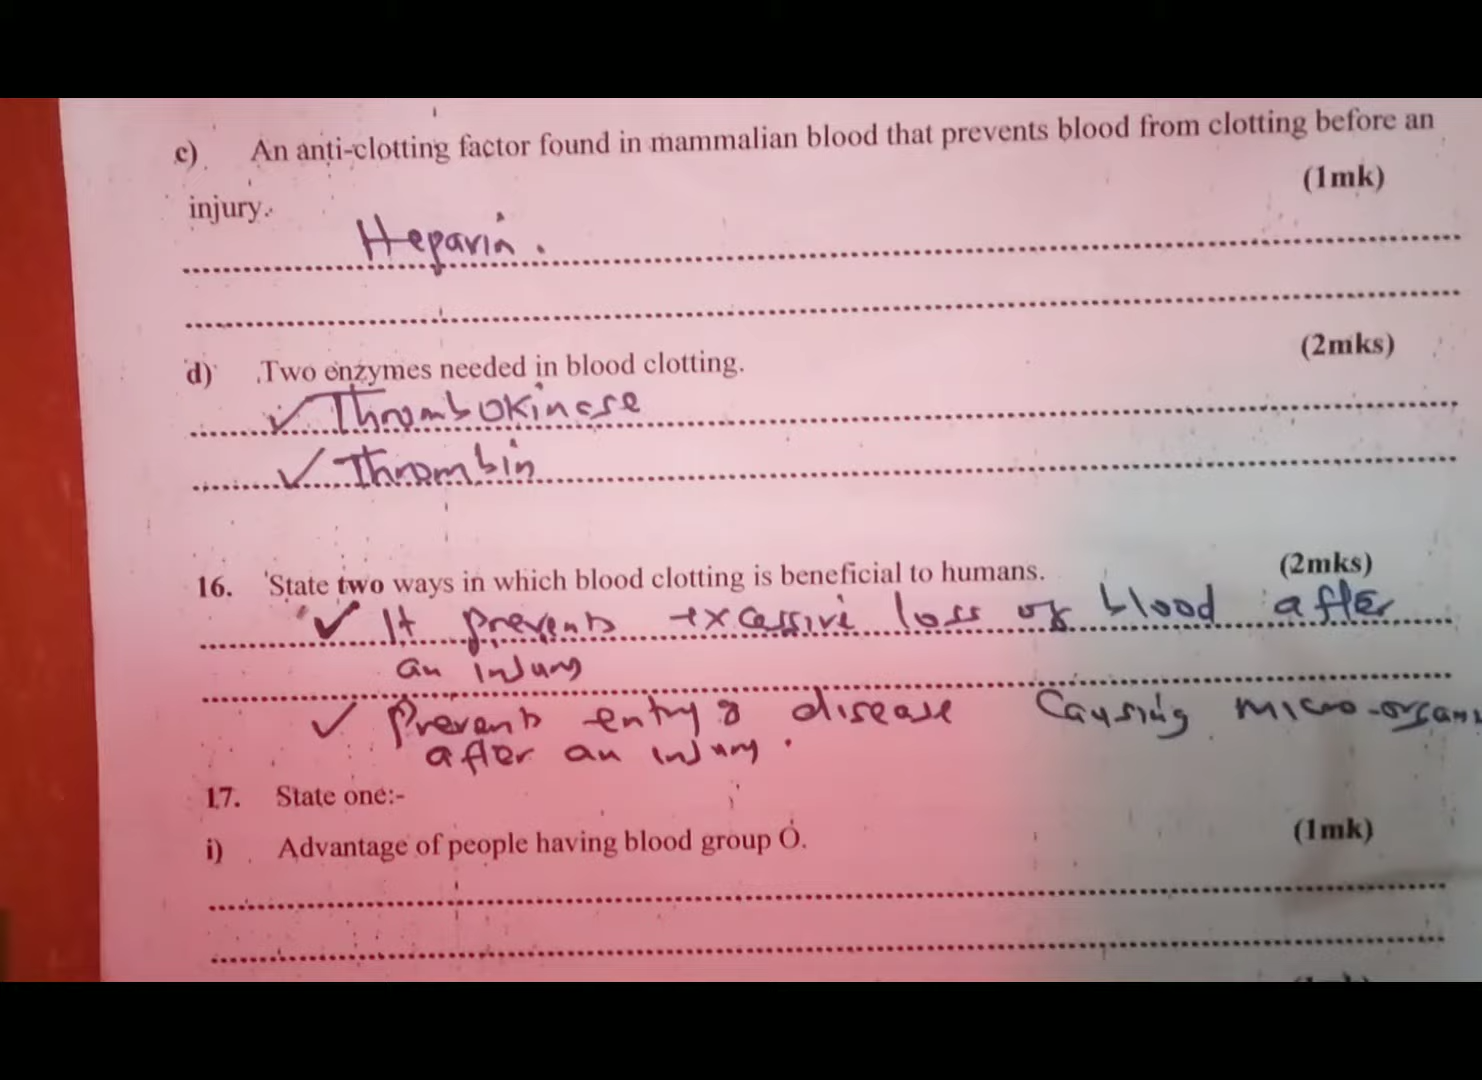 c) An anti-clotting factor found in mammalian blood that prevents blood from clotting before an
injury. (1mk)
Heparin.
d) Two enzymes needed in blood clotting. (2mks)
✓ Thrombokinase
✓ Thrombin
16. State two ways in which blood clotting is beneficial to humans. (2mks)
✓ It prevents excessive loss of blood after
an injury
✓ Prevents entry of disease causing micro-organ
after an injury.
17. State one:-
i) Advantage of people having blood group O. (1mk)